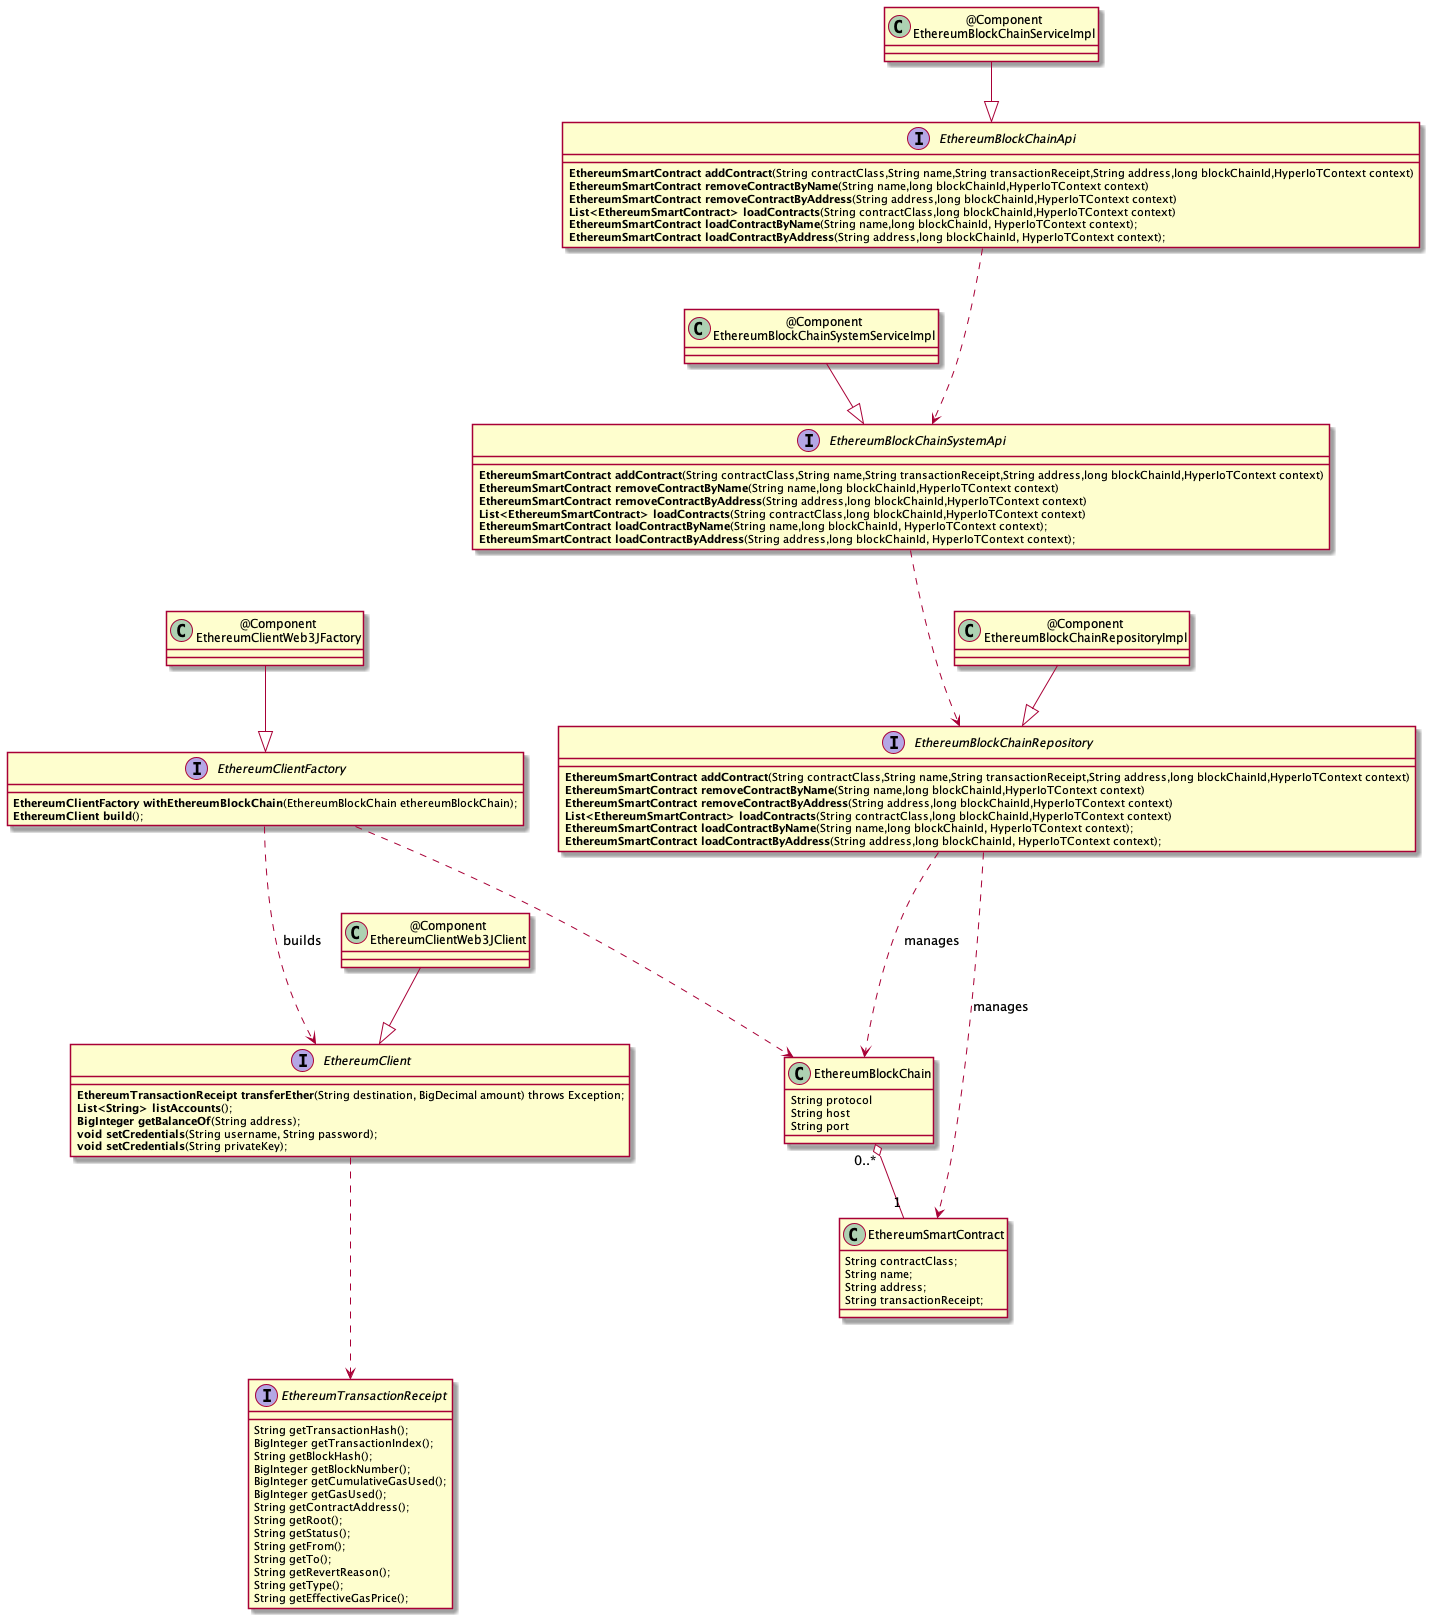 @Component
EthereumBlockChainServiceImpl
EthereumBlockChainApi
EthereumSmartContract addContract(String contractClass,String name,String transactionReceipt,String address,long blockChainId,HyperIoTContext context)
EthereumSmartContract removeContractByName(String name,long blockChainId,HyperIoTContext context)
EthereumSmartContract removeContractByAddress(String address,long blockChainId,HyperIoTContext context)
List<EthereumSmartContract> loadContracts(String contractClass,long blockChainId,HyperIoTContext context)
EthereumSmartContract loadContractByName(String name,long blockChainId, HyperIoTContext context);
EthereumSmartContract loadContractByAddress(String address,long blockChainId, HyperIoTContext context);
@Component
EthereumBlockChainSystemServiceImpl
EthereumBlockChainSystemApi
EthereumSmartContract addContract(String contractClass,String name,String transactionReceipt,String address,long blockChainId,HyperIoTContext context)
EthereumSmartContract removeContractByName(String name,long blockChainId,HyperIoTContext context)
EthereumSmartContract removeContractByAddress(String address,long blockChainId,HyperIoTContext context)
List<EthereumSmartContract> loadContracts(String contractClass,long blockChainId,HyperIoTContext context)
EthereumSmartContract loadContractByName(String name,long blockChainId, HyperIoTContext context);
EthereumSmartContract loadContractByAddress(String address,long blockChainId, HyperIoTContext context);
@Component
EthereumClientWeb3JFactory
@Component
EthereumBlockChainRepositoryImpl
EthereumClientFactory
EthereumClientFactory withEthereumBlockChain(EthereumBlockChain ethereumBlockChain);
EthereumClient build();
EthereumBlockChainRepository
EthereumSmartContract addContract(String contractClass,String name,String transactionReceipt,String address,long blockChainId,HyperIoTContext context)
EthereumSmartContract removeContractByName(String name,long blockChainId,HyperIoTContext context)
EthereumSmartContract removeContractByAddress(String address,long blockChainId,HyperIoTContext context)
List<EthereumSmartContract> loadContracts(String contractClass,long blockChainId,HyperIoTContext context)
EthereumSmartContract loadContractByName(String name,long blockChainId, HyperIoTContext context);
EthereumSmartContract loadContractByAddress(String address,long blockChainId, HyperIoTContext context);
builds
@Component
EthereumClientWeb3JClient
manages
manages
EthereumClient
EthereumTransactionReceipt transferEther(String destination, BigDecimal amount) throws Exception;
List<String> listAccounts();
BigInteger getBalanceOf(String address);
void setCredentials(String username, String password);
void setCredentials(String privateKey);
EthereumBlockChain
String protocol
String host
String port
0..*
1
EthereumSmartContract
String contractClass;
String name;
String address;
String transactionReceipt;
EthereumTransactionReceipt
String getTransactionHash();
BigInteger getTransactionIndex();
String getBlockHash();
BigInteger getBlockNumber();
BigInteger getCumulativeGasUsed();
BigInteger getGasUsed();
String getContractAddress();
String getRoot();
String getStatus();
String getFrom();
String getTo();
String getRevertReason();
String getType();
String getEffectiveGasPrice();